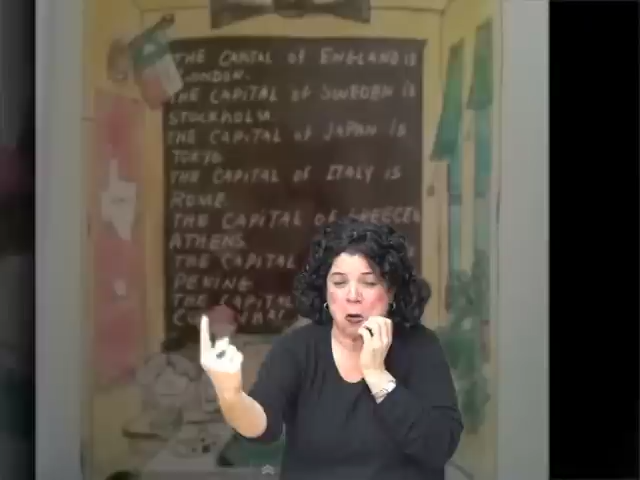 THE CAPITAL of ENGLAND is
LONDON.
THE CAPITAL of SWEDEN is
STOCKHOLM
THE CAPITAL of JAPAN is
TOKYO
THE CAPITAL of ITALY is
ROME
THE CAPITAL OF GREECE
ATHENS
THE CAPITAL
PEKING
THE CAPITAL